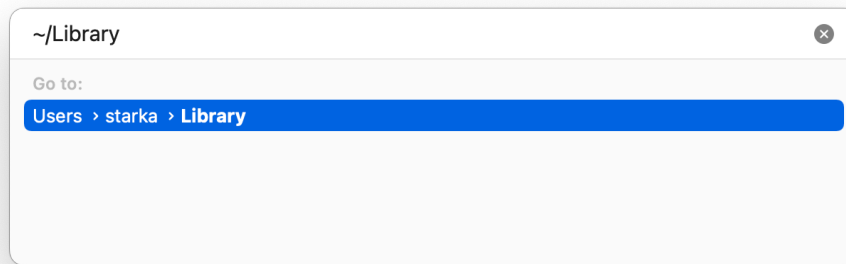 ~/Library
Go to:
Users › starka › Library